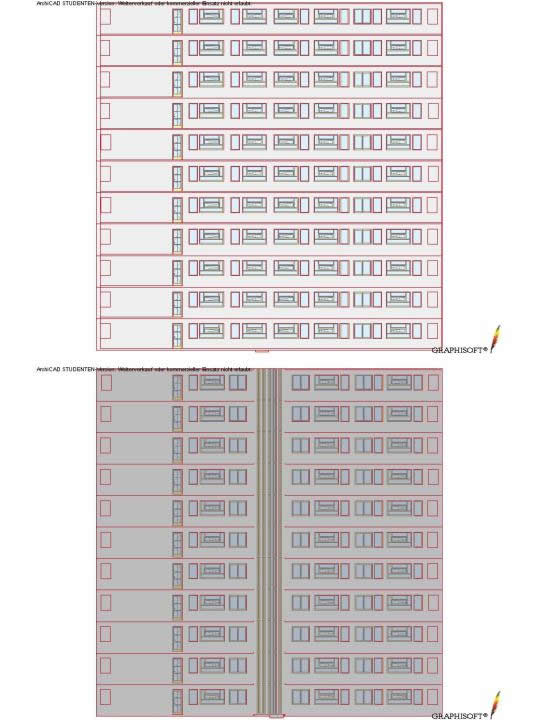 ArchiCAD STUDENTEN-Version: Weiterverkauf oder kommerzieller Einsatz nicht erlaubt.
GRAPHISOFT®
ArchiCAD STUDENTEN-Version: Weiterverkauf oder kommerzieller Einsatz nicht erlaubt.
GRAPHISOFT®